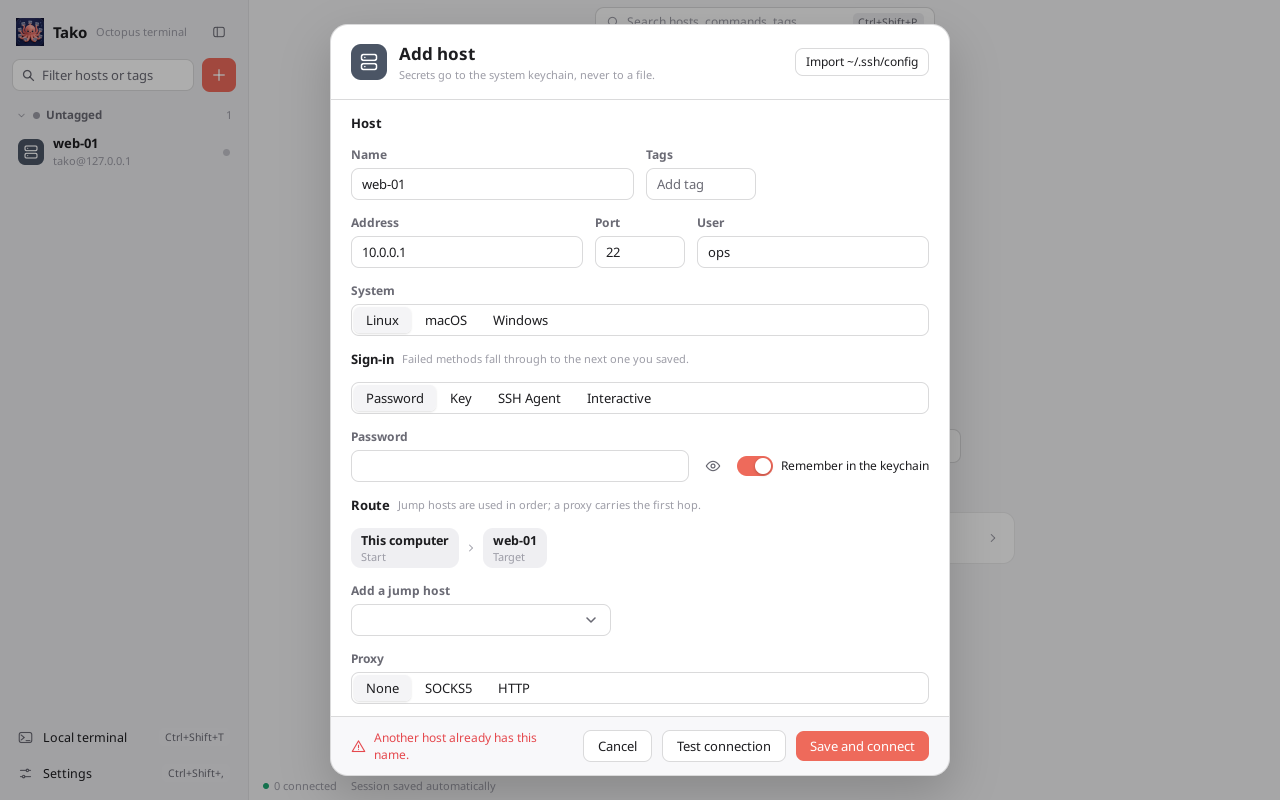 Tako Octopus terminal
Filter hosts or tags
Untagged 1
web-01
tako@127.0.0.1
Local terminal Ctrl+Shift+T
Settings Ctrl+Shift+,
Search hosts, commands, tags Ctrl+Shift+P
Add host
Secrets go to the system keychain, never to a file.
Import ~/.ssh/config
Host
Name Tags
web-01 Add tag
Address Port User
10.0.0.1 22 ops
System
Linux macOS Windows
Sign-in Failed methods fall through to the next one you saved.
Password Key SSH Agent Interactive
Password
Remember in the keychain
Route Jump hosts are used in order; a proxy carries the first hop.
This computer web-01
Start Target
Add a jump host
Proxy
None SOCKS5 HTTP
Another host already has this
name.
Cancel Test connection Save and connect
0 connected Session saved automatically